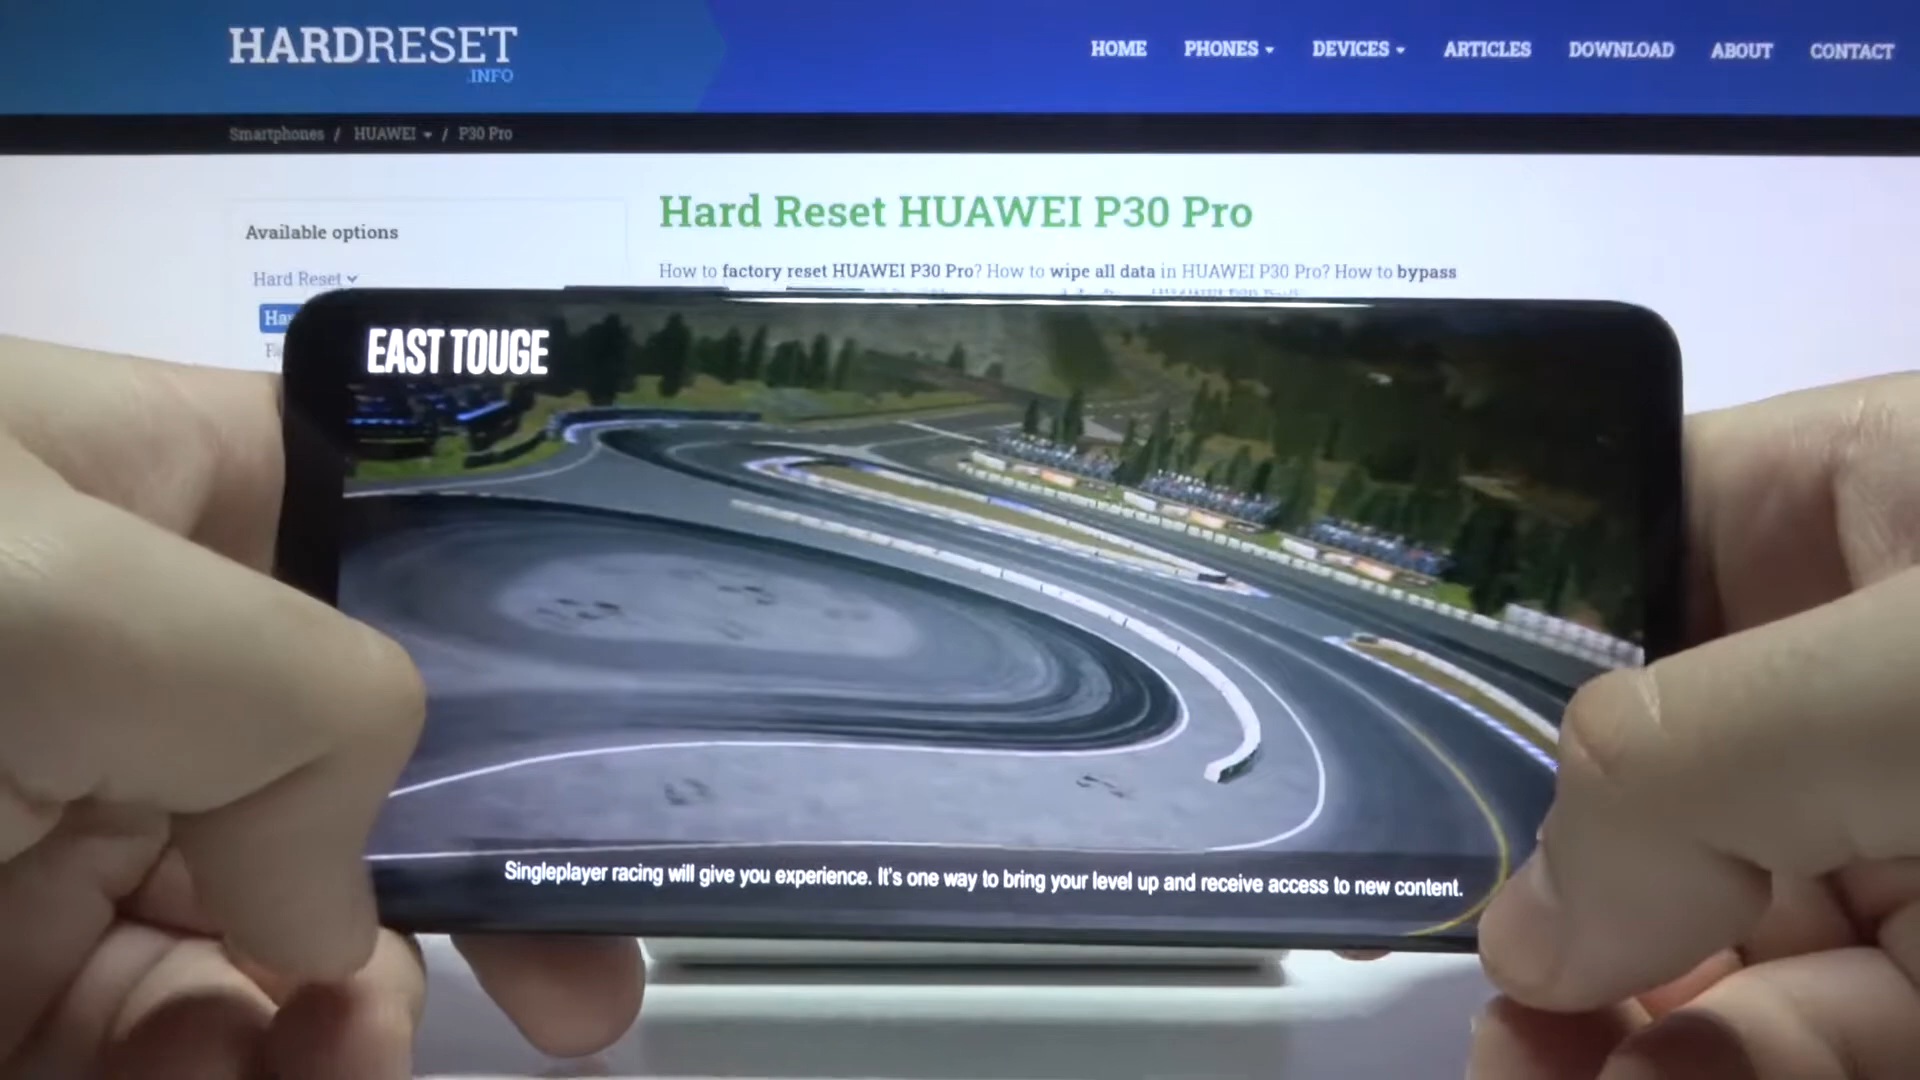 HARDRESET
.INFO
HOME PHONES DEVICES ARTICLES DOWNLOAD ABOUT CONTACT
Smartphones / HUAWEI / P30 Pro
Available options
Hard Reset
Hard Reset HUAWEI P30 Pro
How to factory reset HUAWEI P30 Pro? How to wipe all data in HUAWEI P30 Pro? How to bypass
EAST TOUGE
Singleplayer racing will give you experience. It's one way to bring your level up and receive access to new content.